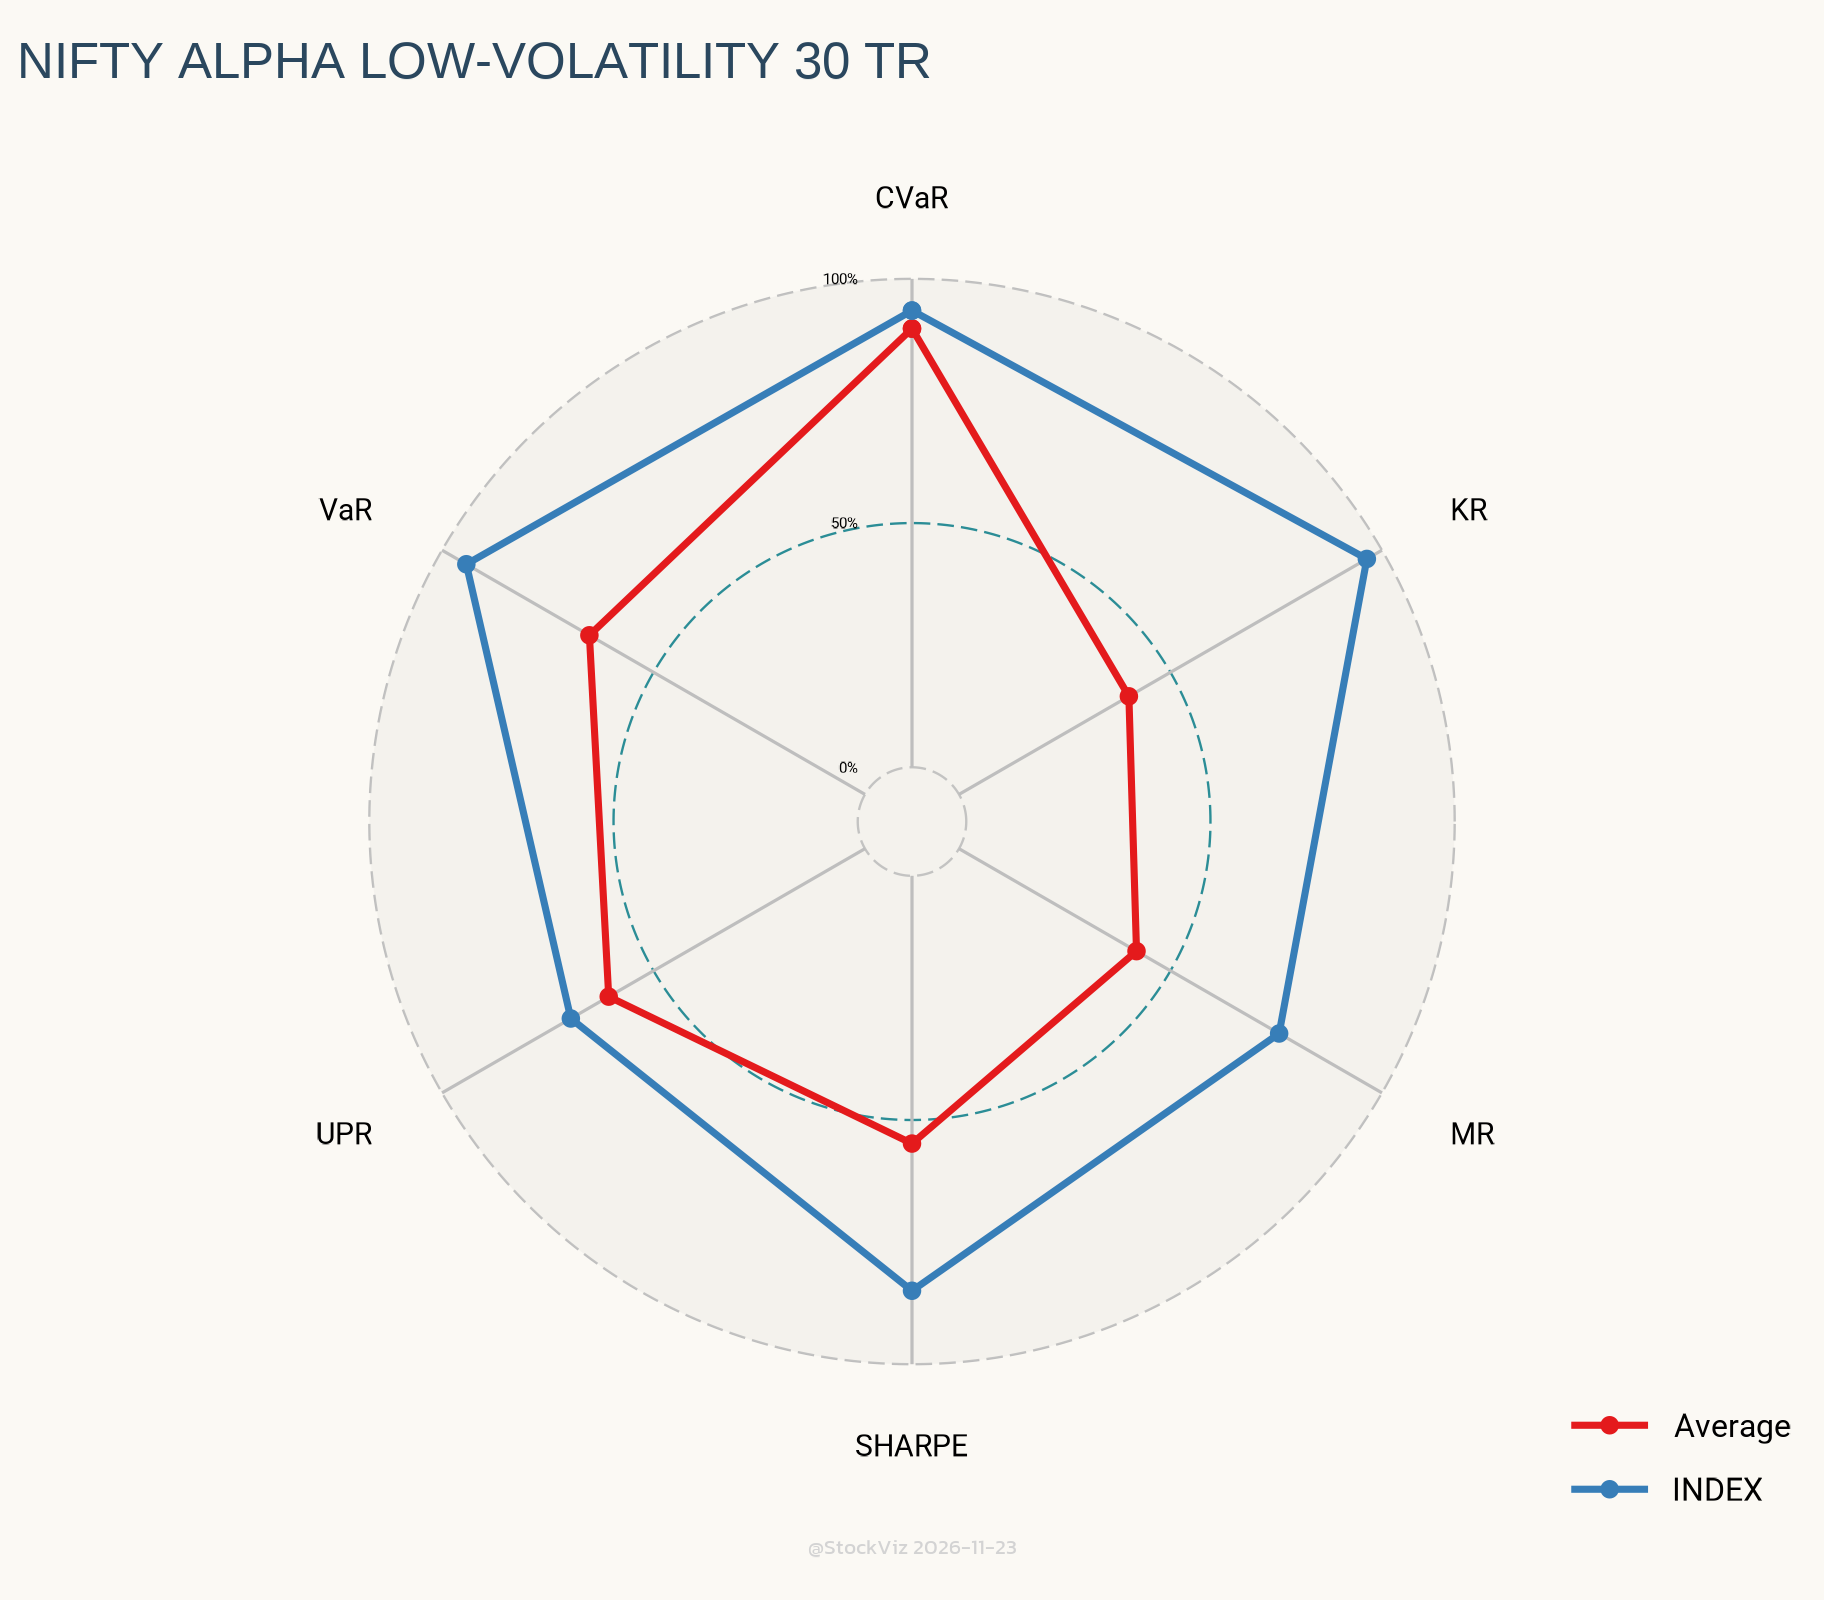 NIFTY ALPHA LOW-VOLATILITY 30 TR
CVaR
100%
VaR
KR
50%
0%
UPR
MR
SHARPE
Average
INDEX
@StockViz 2026-11-23